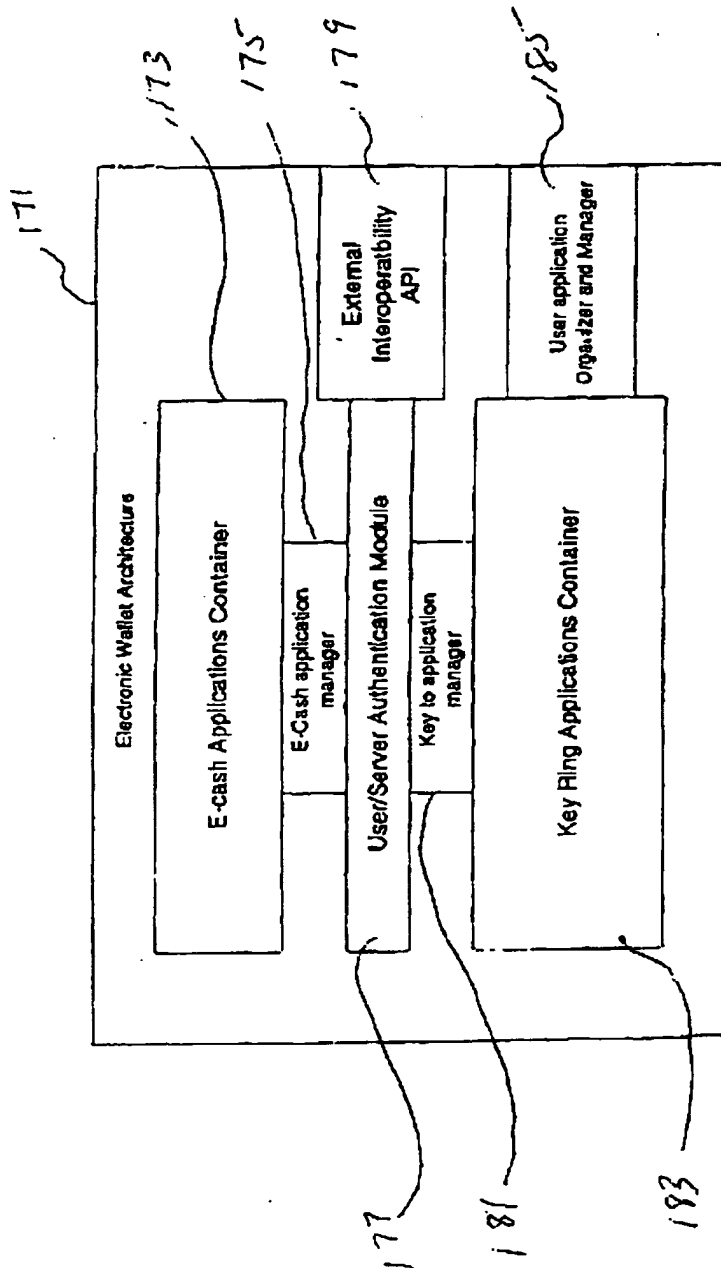 171
173
175
179
185
Electronic Wallet Architecture
E-cash Applications Container
E-Cash application
manager
User/Server Authentication Module
External
Interoperatbility
API
Key to application
manager
Key Ring Applications Container
User application
Organizer and Manager
177
181
183